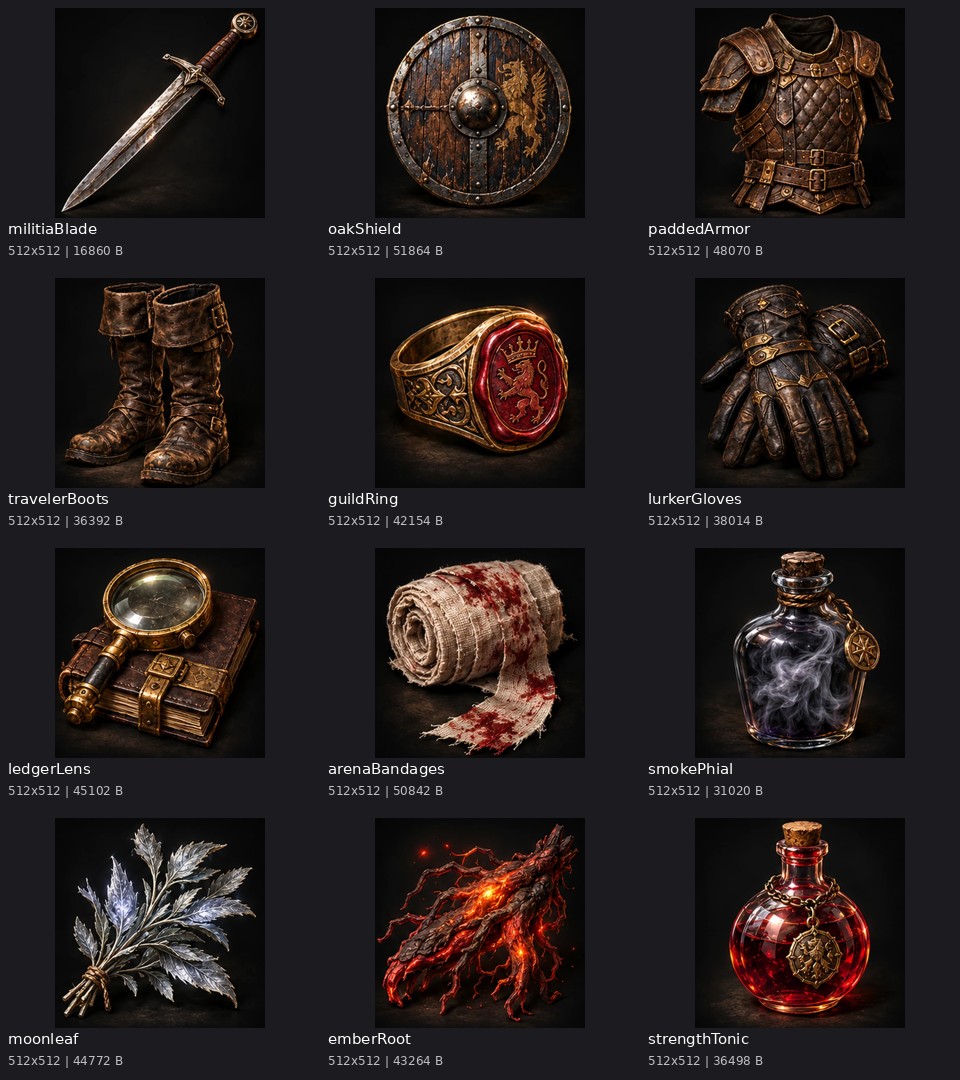 militiaBlade
512x512 | 16860 B
oakShield
512x512 | 51864 B
paddedArmor
512x512 | 48070 B
travelerBoots
512x512 | 36392 B
guildRing
512x512 | 42154 B
lurkerGloves
512x512 | 38014 B
ledgerLens
512x512 | 45102 B
arenaBandages
512x512 | 50842 B
smokePhial
512x512 | 31020 B
moonleaf
512x512 | 44772 B
emberRoot
512x512 | 43264 B
strengthTonic
512x512 | 36498 B